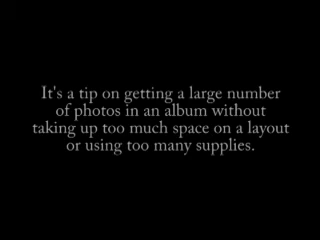 It's a tip on getting a large number
of photos in an album without
taking up too much space on a layout
or using too many supplies.